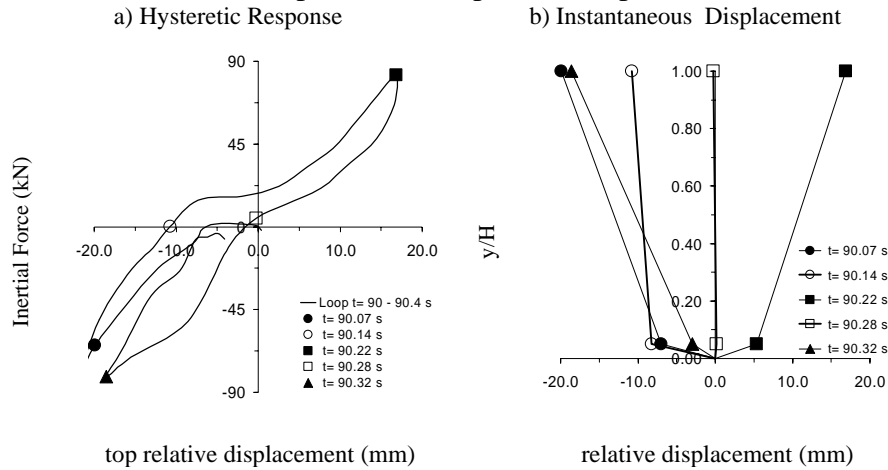 a) Hysteretic Response
b) Instantaneous Displacement
Inertial Force (kN)
90
45
0
-45
-90
-20.0 -10.0 0.0 10.0 20.0
Loop t= 90 - 90.4 s
t= 90.07 s
t= 90.14 s
t= 90.22 s
t= 90.28 s
t= 90.32 s
top relative displacement (mm)
y/H
1.00
0.80
0.60
0.40
0.20
0.00
-20.0 -10.0 0.0 10.0 20.0
t= 90.07 s
t= 90.14 s
t= 90.22 s
t= 90.28 s
t= 90.32 s
relative displacement (mm)